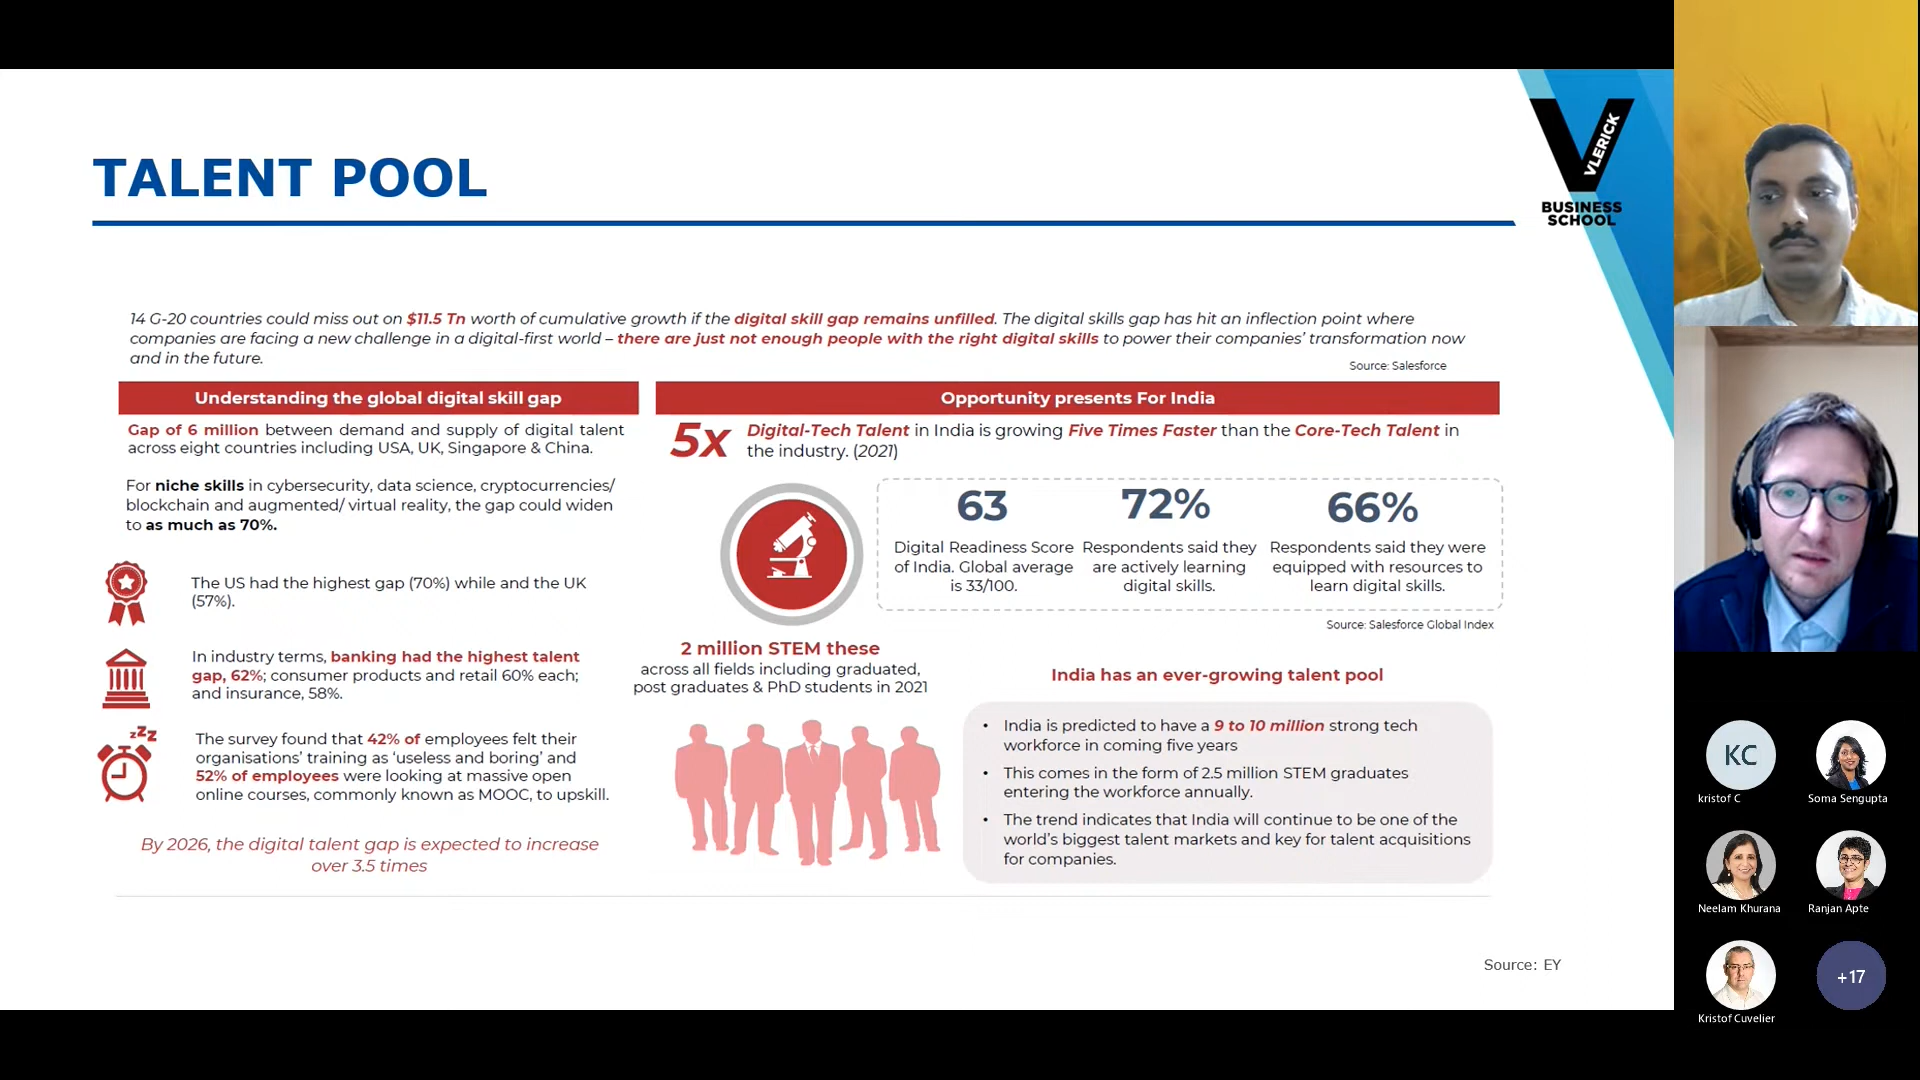 TALENT POOL
VLERICK
BUSINESS
SCHOOL
14 G-20 countries could miss out on $11.5 Tn worth of cumulative growth if the digital skill gap remains unfilled. The digital skills gap has hit an inflection point where
companies are facing a new challenge in a digital-first world – there are just not enough people with the right digital skills to power their companies’ transformation now
and in the future.
Source: Salesforce
Understanding the global digital skill gap
Gap of 6 million between demand and supply of digital talent
across eight countries including USA, UK, Singapore & China.
For niche skills in cybersecurity, data science, cryptocurrencies/
blockchain and augmented/ virtual reality, the gap could widen
to as much as 70%.
The US had the highest gap (70%) while and the UK
(57%).
In industry terms, banking had the highest talent
gap, 62%; consumer products and retail 60% each;
and insurance, 58%.
zzZ
The survey found that 42% of employees felt their
organisations’ training as ‘useless and boring’ and
52% of employees were looking at massive open
online courses, commonly known as MOOC, to upskill.
By 2026, the digital talent gap is expected to increase
over 3.5 times
Opportunity presents For India
5x
Digital-Tech Talent in India is growing Five Times Faster than the Core-Tech Talent in
the industry. (2021)
63
Digital Readiness Score
of India. Global average
is 33/100.
72%
Respondents said they
are actively learning
digital skills.
66%
Respondents said they were
equipped with resources to
learn digital skills.
Source: Salesforce Global Index
2 million STEM these
across all fields including graduated,
post graduates & PhD students in 2021
India has an ever-growing talent pool
• India is predicted to have a 9 to 10 million strong tech
workforce in coming five years
• This comes in the form of 2.5 million STEM graduates
entering the workforce annually.
• The trend indicates that India will continue to be one of the
world’s biggest talent markets and key for talent acquisitions
for companies.
Source: EY
KC
kristof C
Soma Sengupta
Neelam Khurana
Ranjan Apte
Kristof Cuvelier
+17